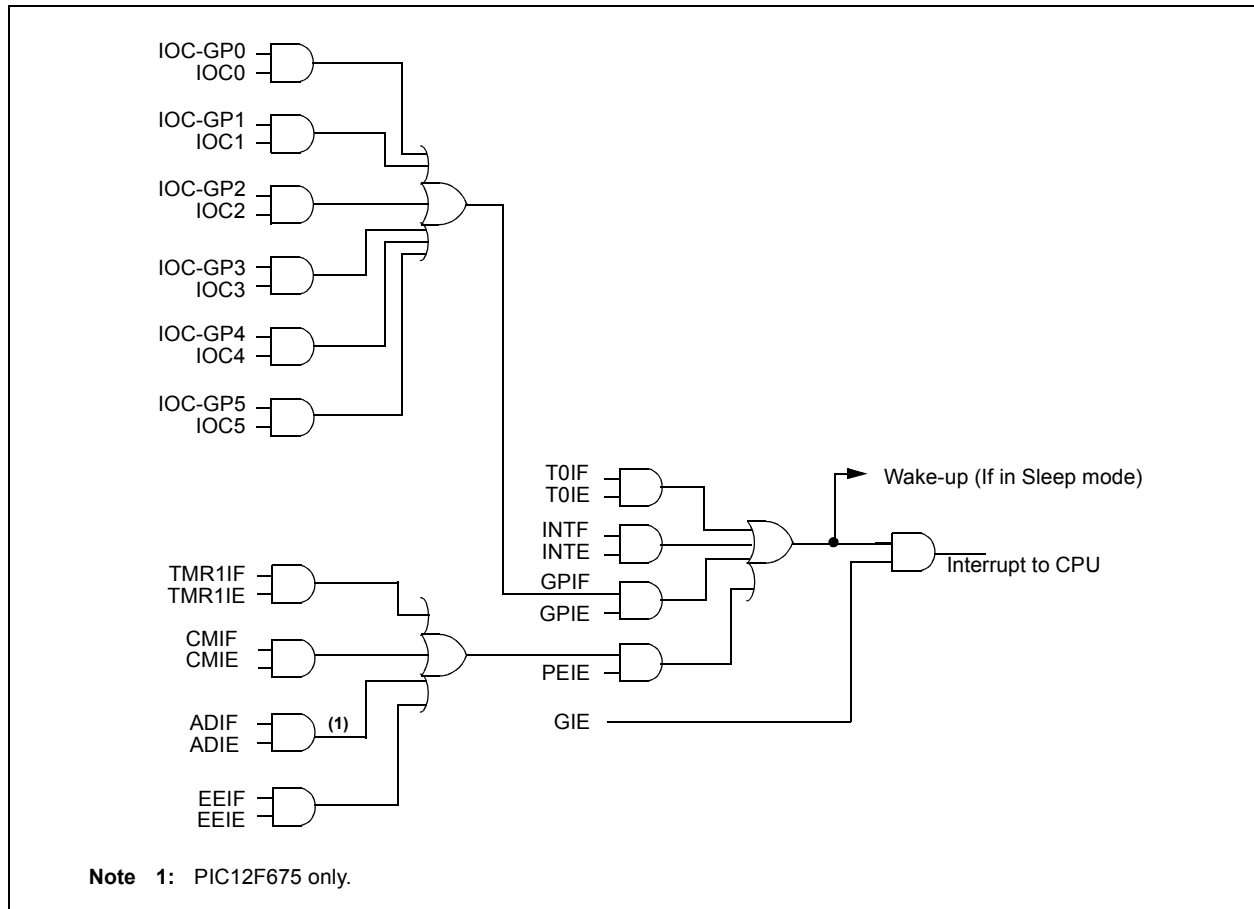 IOC-GP0
IOC0
IOC-GP1
IOC1
IOC-GP2
IOC2
IOC-GP3
IOC3
IOC-GP4
IOC4
IOC-GP5
IOC5
T0IF
T0IE
INTF
INTE
GPIF
GPIE
PEIE
GIE
Wake-up (If in Sleep mode)
Interrupt to CPU
TMR1IF
TMR1IE
CMIF
CMIE
ADIF
ADIE
(1)
EEIF
EEIE
Note 1: PIC12F675 only.